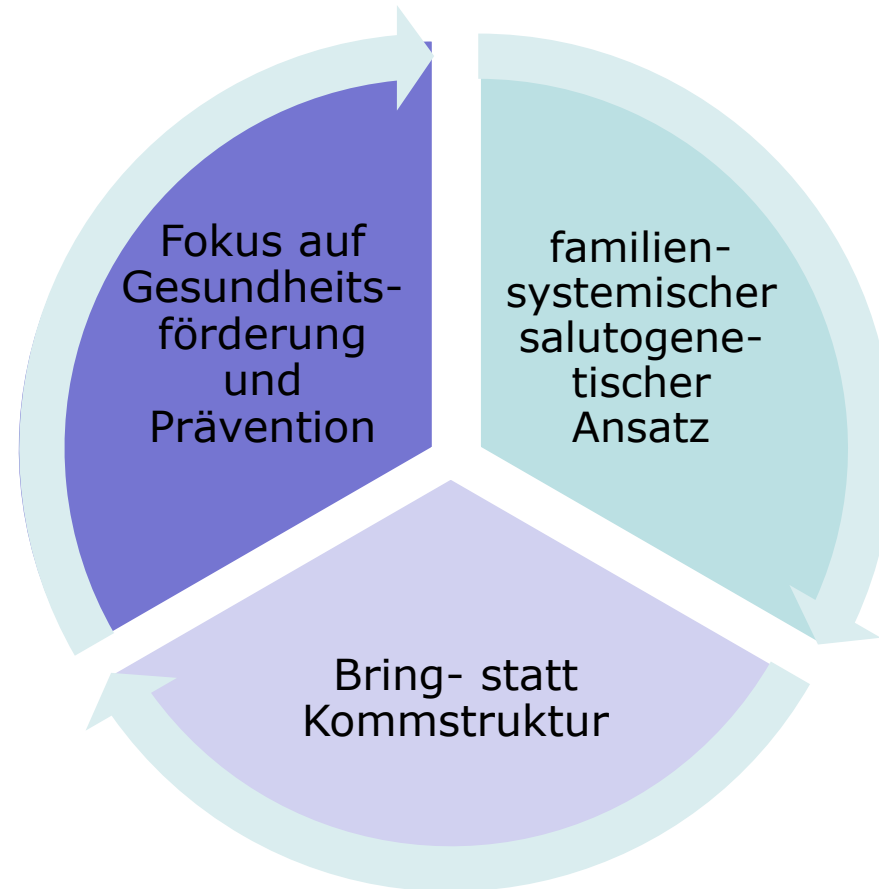 Fokus auf
Gesundheits-
förderung
und
Prävention
familien-
systemischer
salutogene-
tischer
Ansatz
Bring- statt
Kommstruktur